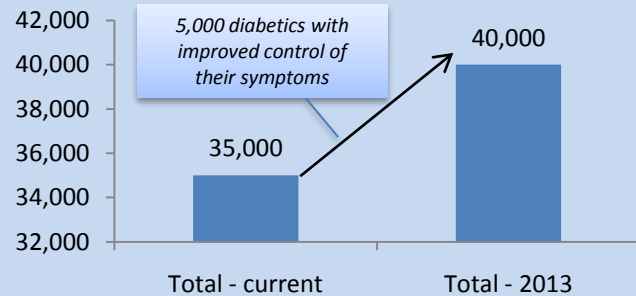 42,000
40,000
38,000
36,000
34,000
32,000
5,000 diabetics with
improved control of
their symptoms
35,000
40,000
Total - current
Total - 2013